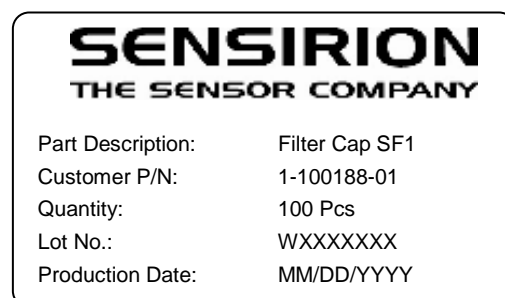 SENSIRION
THE SENSOR COMPANY
Part Description: Filter Cap SF1
Customer P/N: 1-100188-01
Quantity: 100 Pcs
Lot No.: WXXXXXXX
Production Date: MM/DD/YYYY